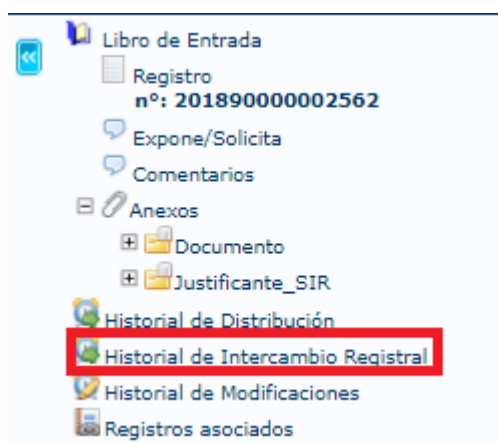 Libro de Entrada
Registro
nº: 201890000002562
Expone/Solicita
Comentarios
Anexos
Documento
Justificante_SIR
Historial de Distribución
Historial de Intercambio Registral
Historial de Modificaciones
Registros asociados